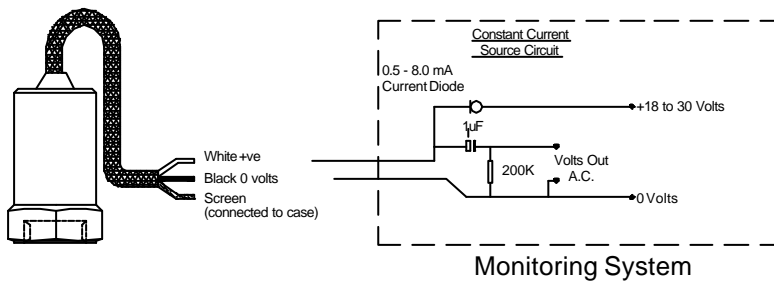 Constant Current
Source Circuit
0.5 - 8.0 mA
Current Diode
+18 to 30 Volts
1uF
White +ve
Black 0 volts
Screen
(connected to case)
200K
Volts Out
A.C.
0 Volts
Monitoring System